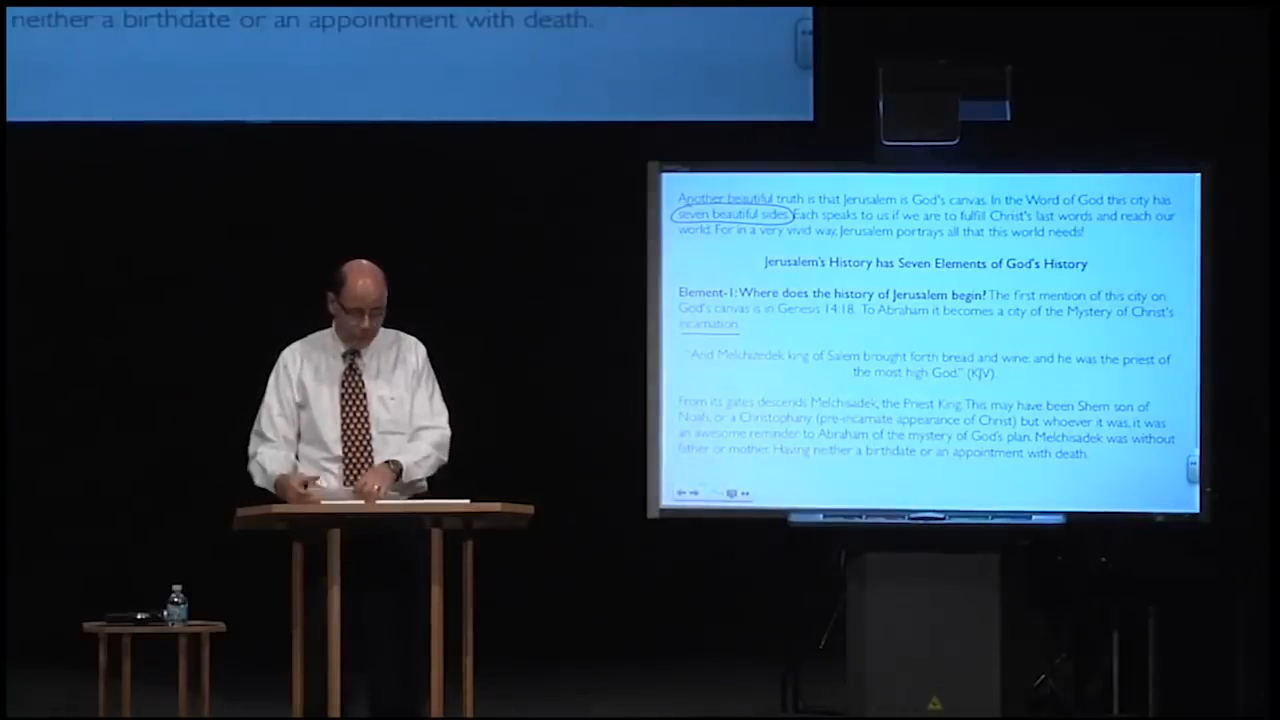 neither a birthdate or an appointment with death.
Another beautiful truth is that Jerusalem is God's canvas. In the Word of God this city has
seven beautiful sides. Each speaks to us if we are to fulfill Christ's last words and reach our
world. For in a very vivid way, Jerusalem portrays all that this world needs!
Jerusalem's History has Seven Elements of God's History
Element-1: Where does the history of Jerusalem begin? The first mention of this city on
God's canvas is in Genesis 14:18. To Abraham it becomes a city of the Mystery of Christ's
incarnation.
"And Melchizedek king of Salem brought forth bread and wine: and he was the priest of
the most high God." (KJV).
From its gates descends Melchisadek, the Priest King. This may have been Shem son of
Noah, or a Christophany (pre-incarnate appearance of Christ) but whoever it was, it was
an awesome reminder to Abraham of the mystery of God's plan. Melchisadek was without
father or mother. Having neither a birthdate or an appointment with death.